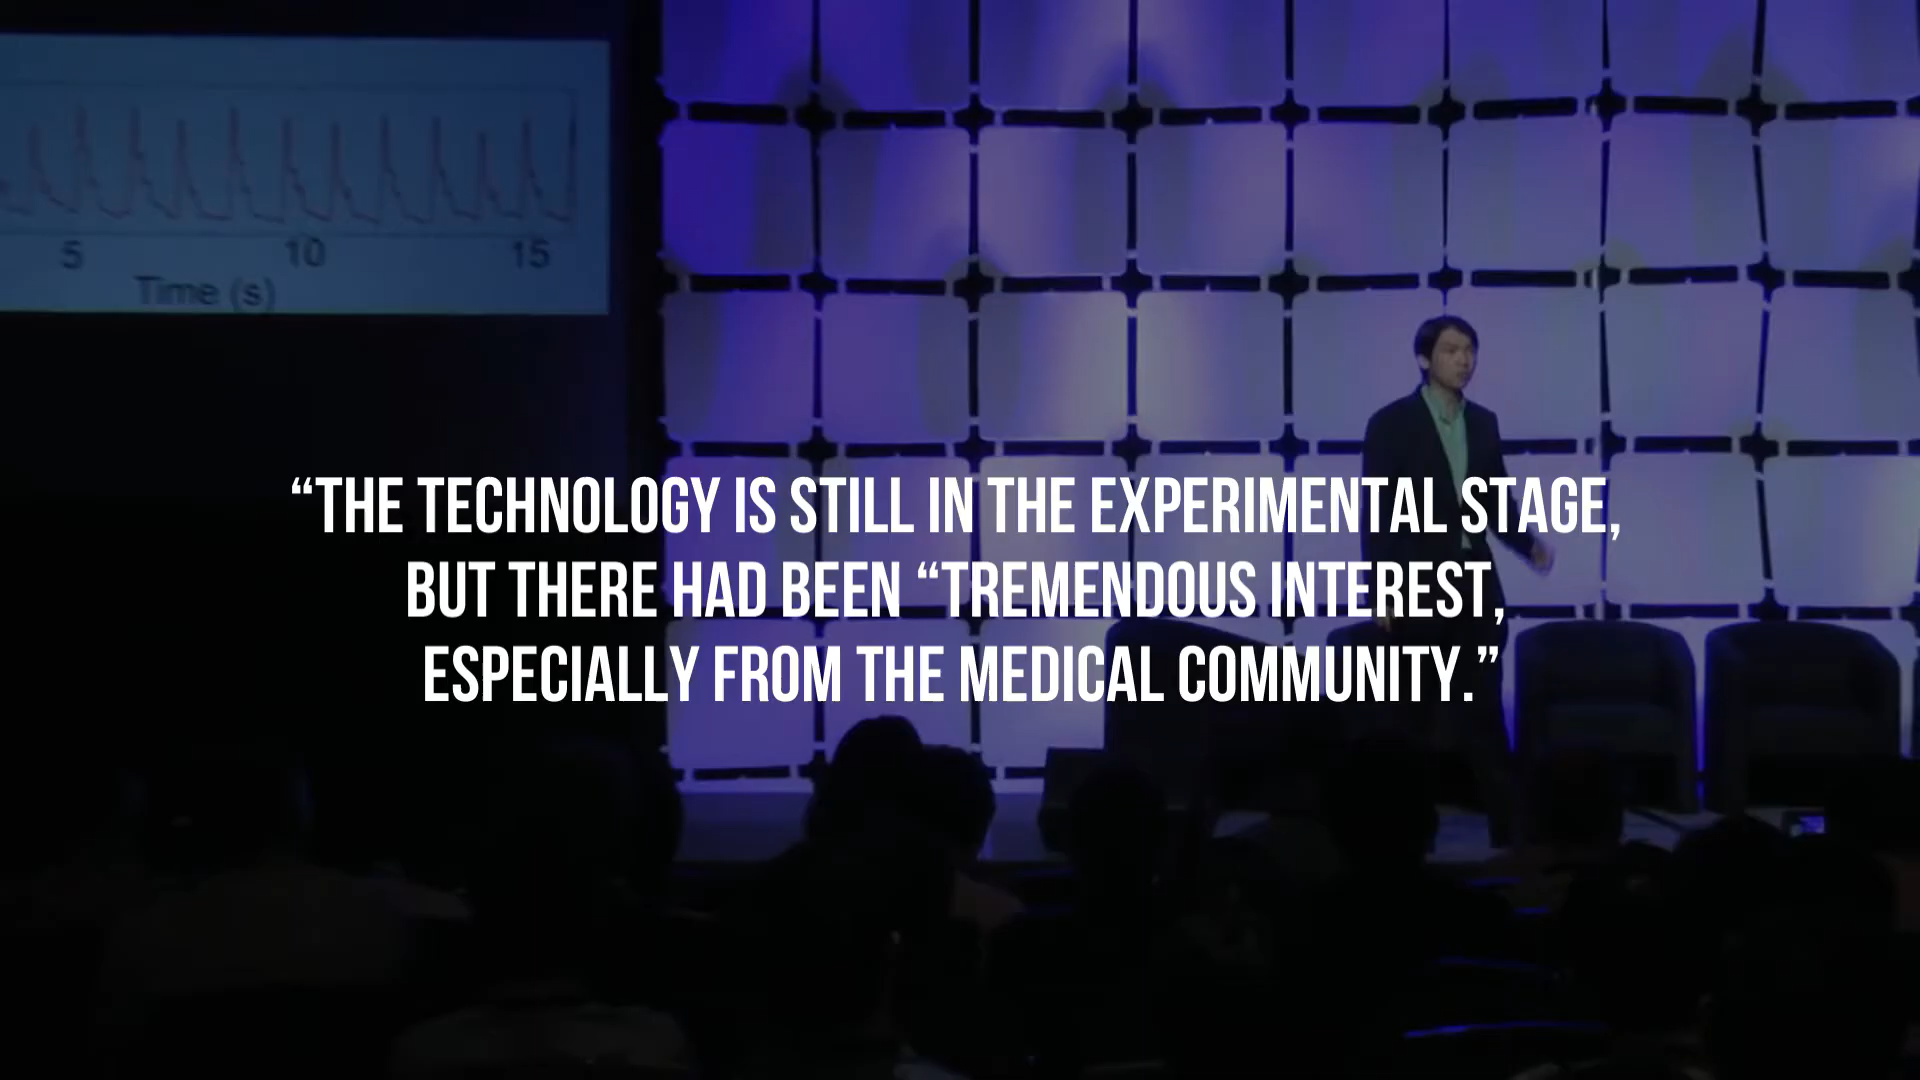 5 10 15
Time (s)
“THE TECHNOLOGY IS STILL IN THE EXPERIMENTAL STAGE,
BUT THERE HAD BEEN “TREMENDOUS INTEREST,
ESPECIALLY FROM THE MEDICAL COMMUNITY.”